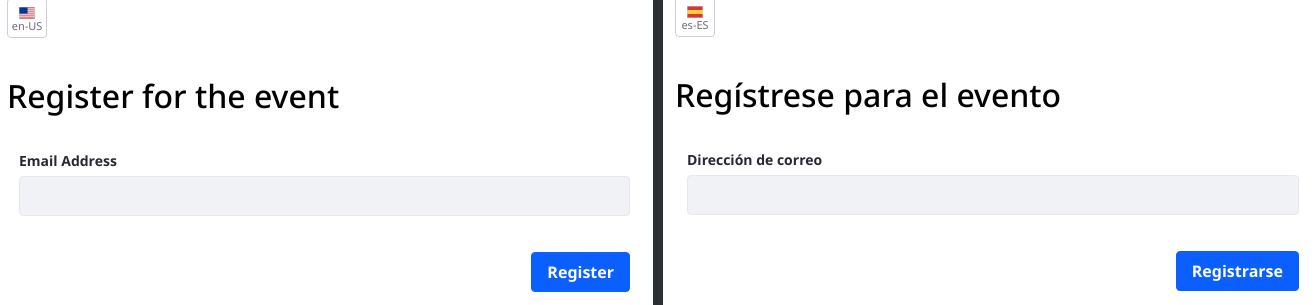 en-US
Register for the event
Email Address
Register
es-ES
Regístrese para el evento
Dirección de correo
Registrarse